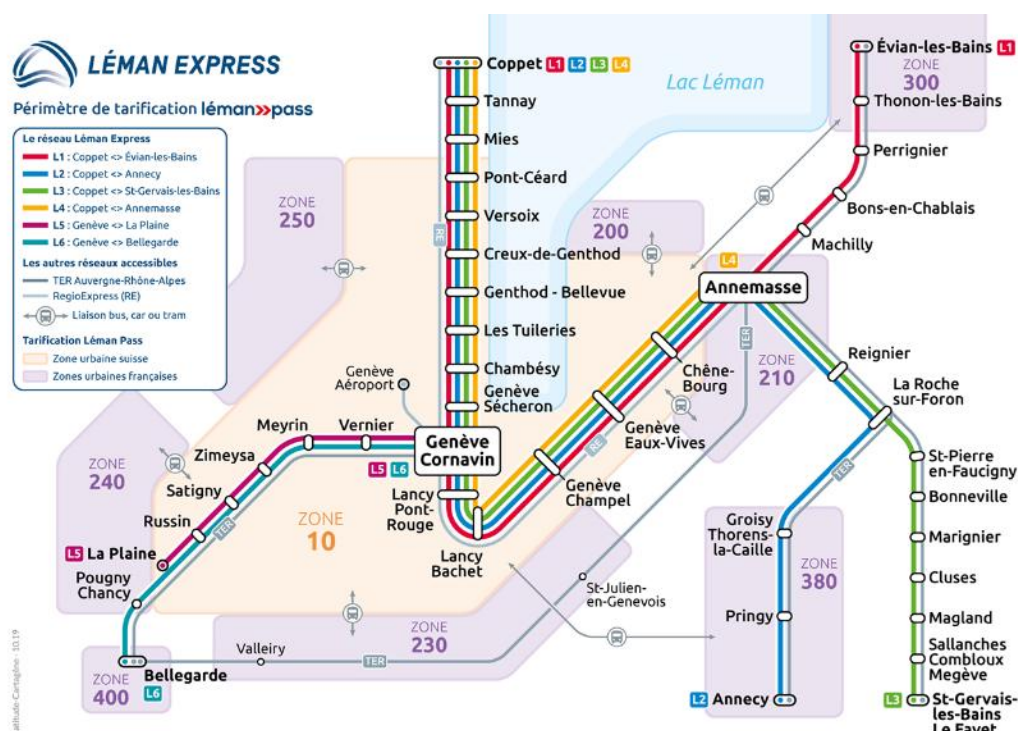 LÉMAN EXPRESS
Périmètre de tarification léman»pass
Le réseau Léman Express
L1 : Coppet <> Évian-les-Bains
L2 : Coppet <> Annecy
L3 : Coppet <> St-Gervais-les-Bains
L4 : Coppet <> Annemasse
L5 : Genève <> La Plaine
L6 : Genève <> Bellegarde
Les autres réseaux accessibles
TER Auvergne-Rhône-Alpes
RegioExpress (RE)
Liaison bus, car ou tram
Tarification Léman Pass
Zone urbaine suisse
Zones urbaines françaises
Coppet L1 L2 L3 L4
Tannay
Mies
Pont-Céard
Versoix
Creux-de-Genthod
Genthod - Bellevue
Les Tuileries
Chambésy
Genève
Sécheron
RE
Lac Léman
Évian-les-Bains L1
ZONE
300
Thonon-les-Bains
Perrignier
Bons-en-Chablais
Machilly
ZONE
250
ZONE
200
L4
Annemasse
TER
ZONE
210
Chêne-
Bourg
Genève
Eaux-Vives
RE
Genève
Champel
Genève
Aéroport
Genève
Cornavin
L5 L6
Meyrin
Vernier
Zimeysa
Satigny
Russin
TER
L5 La Plaine
Pougny
Chancy
ZONE
240
ZONE
10
Lancy
Pont-
Rouge
Lancy
Bachet
Reignier
La Roche
sur-Foron
TER
St-Pierre
en-Faucigny
Bonneville
Marignier
Cluses
Magland
Sallanches
Combloux
Megève
L3 St-Gervais-
les-Bains
Le Fayet
Groisy
Thorens-
la-Caille
ZONE
380
Pringy
L2 Annecy
St-Julien-
en-Genevois
ZONE
230
Valleiry
TER
Bellegarde
L6
ZONE
400
atitude-Cartagène - 10.19